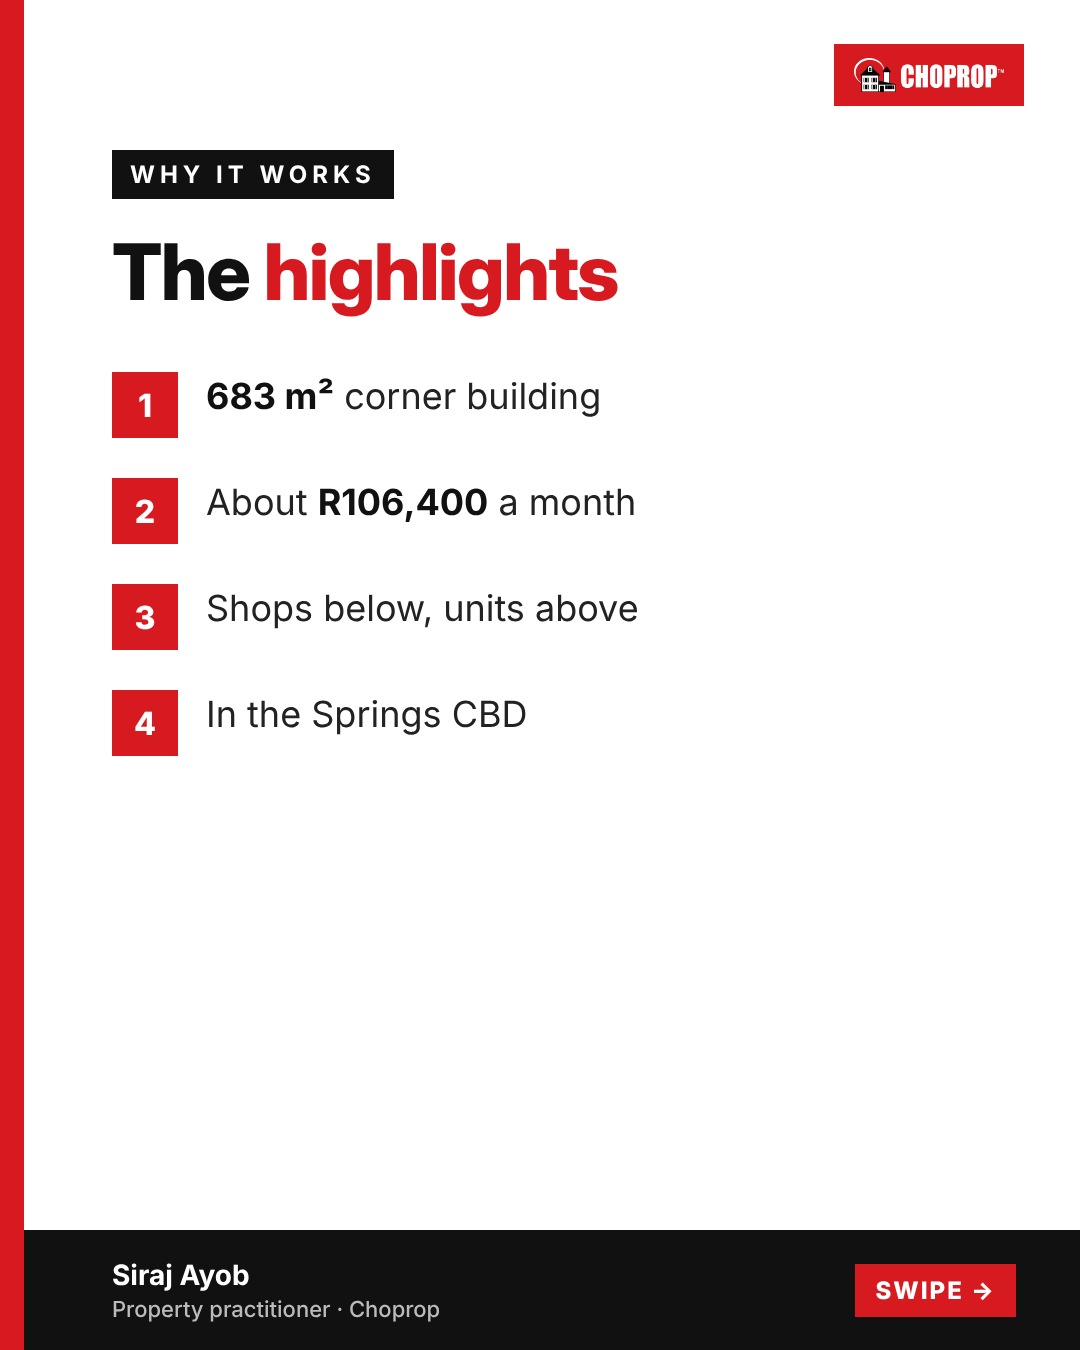 CHOPROP™
WHY IT WORKS
The highlights
1 683 m² corner building
2 About R106,400 a month
3 Shops below, units above
4 In the Springs CBD
Siraj Ayob
Property practitioner · Choprop
SWIPE →